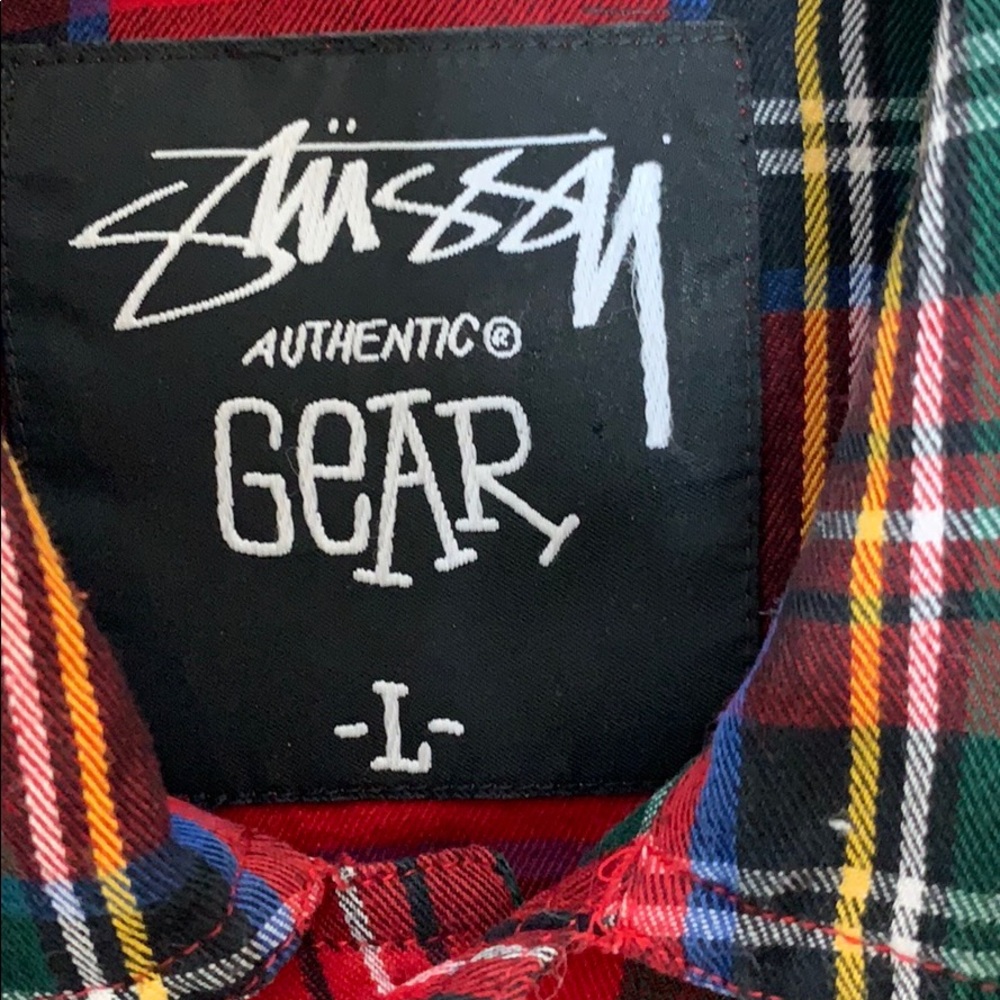 Stüssy
AUTHENTIC®
GeAR
-L-